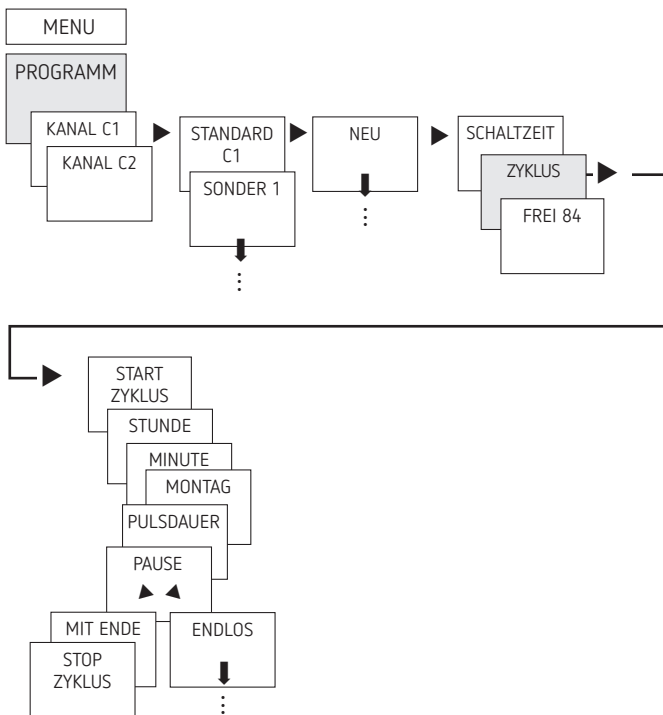 MENU
PROGRAMM
KANAL C1
KANAL C2
STANDARD
C1
SONDER 1
NEU
SCHALTZEIT
ZYKLUS
FREI 84
START
ZYKLUS
STUNDE
MINUTE
MONTAG
PULSDAUER
PAUSE
MIT ENDE
STOP
ZYKLUS
ENDLOS